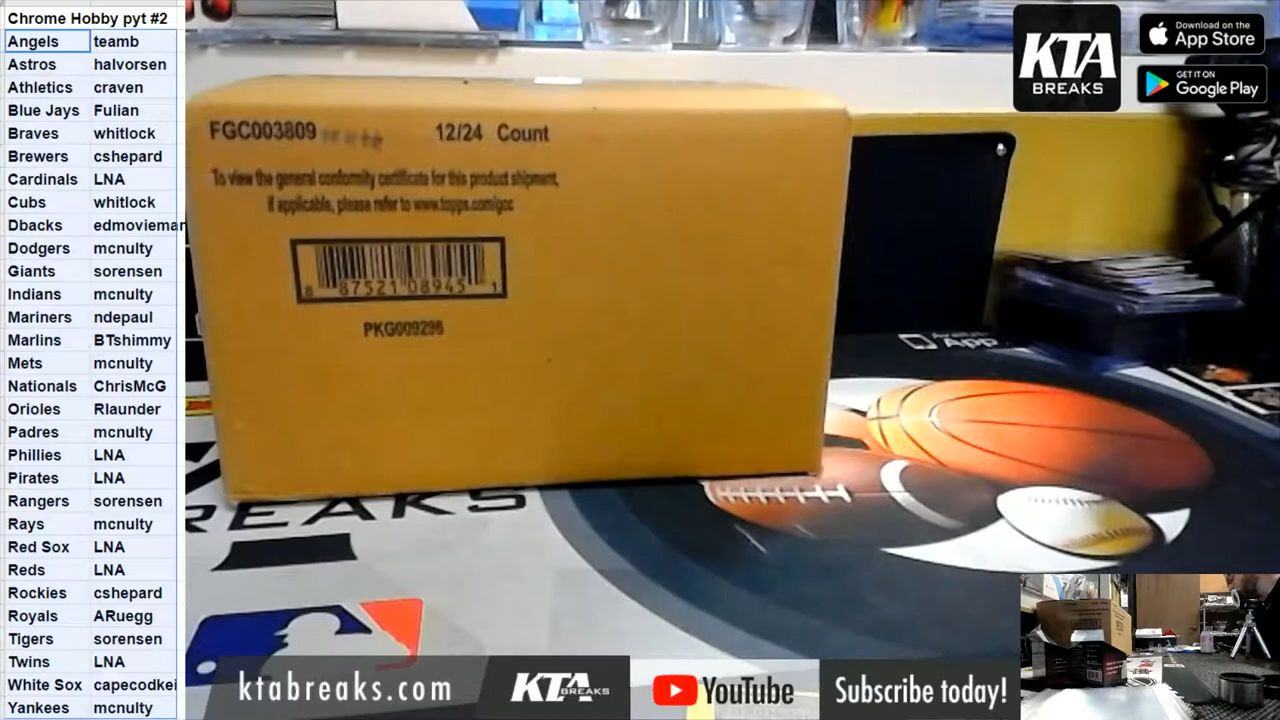 Chrome Hobby pyt #2
Angels teamb
Astros halvorsen
Athletics craven
Blue Jays Fulian
Braves whitlock
Brewers cshepard
Cardinals LNA
Cubs whitlock
Dbacks edmovieman
Dodgers mcnulty
Giants sorensen
Indians mcnulty
Mariners ndepaul
Marlins BTshimmy
Mets mcnulty
Nationals ChrisMcG
Orioles Rlaunder
Padres mcnulty
Phillies LNA
Pirates LNA
Rangers sorensen
Rays mcnulty
Red Sox LNA
Reds LNA
Rockies cshepard
Royals ARuegg
Tigers sorensen
Twins LNA
White Sox capecodkei
Yankees mcnulty
FGC003809 12/24 Count
To view the general conformity certificate for this product shipment,
if applicable, please refer to www.topps.com/gcc
8 87521 08945 1
PKG009296
KTA
BREAKS
Download on the
App Store
GET IT ON
Google Play
App
REAKS
ktabreaks.com
KTA
BREAKS
YouTube
Subscribe today!